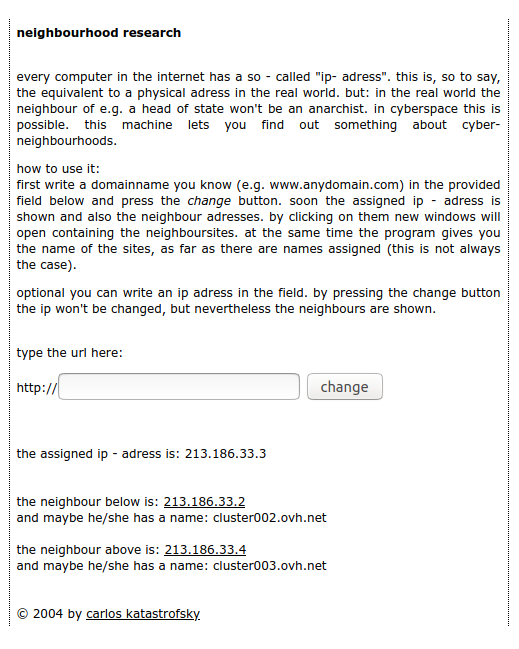 neighbourhood research
every computer in the internet has a so - called "ip- adress". this is, so to say,
the equivalent to a physical adress in the real world. but: in the real world the
neighbour of e.g. a head of state won't be an anarchist. in cyberspace this is
possible. this machine lets you find out something about cyber-
neighbourhoods.
how to use it:
first write a domainname you know (e.g. www.anydomain.com) in the provided
field below and press the change button. soon the assigned ip - adress is
shown and also the neighbour adresses. by clicking on them new windows will
open containing the neighboursites. at the same time the program gives you
the name of the sites, as far as there are names assigned (this is not always
the case).
optional you can write an ip adress in the field. by pressing the change button
the ip won't be changed, but nevertheless the neighbours are shown.
type the url here:
http:// change
the assigned ip - adress is: 213.186.33.3
the neighbour below is: 213.186.33.2
and maybe he/she has a name: cluster002.ovh.net
the neighbour above is: 213.186.33.4
and maybe he/she has a name: cluster003.ovh.net
© 2004 by carlos katastrofsky